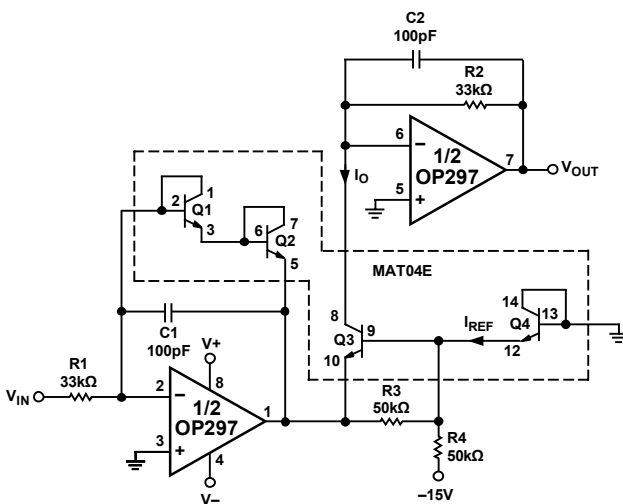 C2
100pF
R2
33kΩ
6
–
1/2
OP297
7
VOUT
5
+
IO
2
1
Q1
3
6
7
Q2
5
MAT04E
8
9
Q3
10
IREF
14
13
Q4
12
C1
100pF
R1
33kΩ
VIN
V+
8
2
–
1/2
OP297
1
3
+
4
V–
R3
50kΩ
R4
50kΩ
–15V